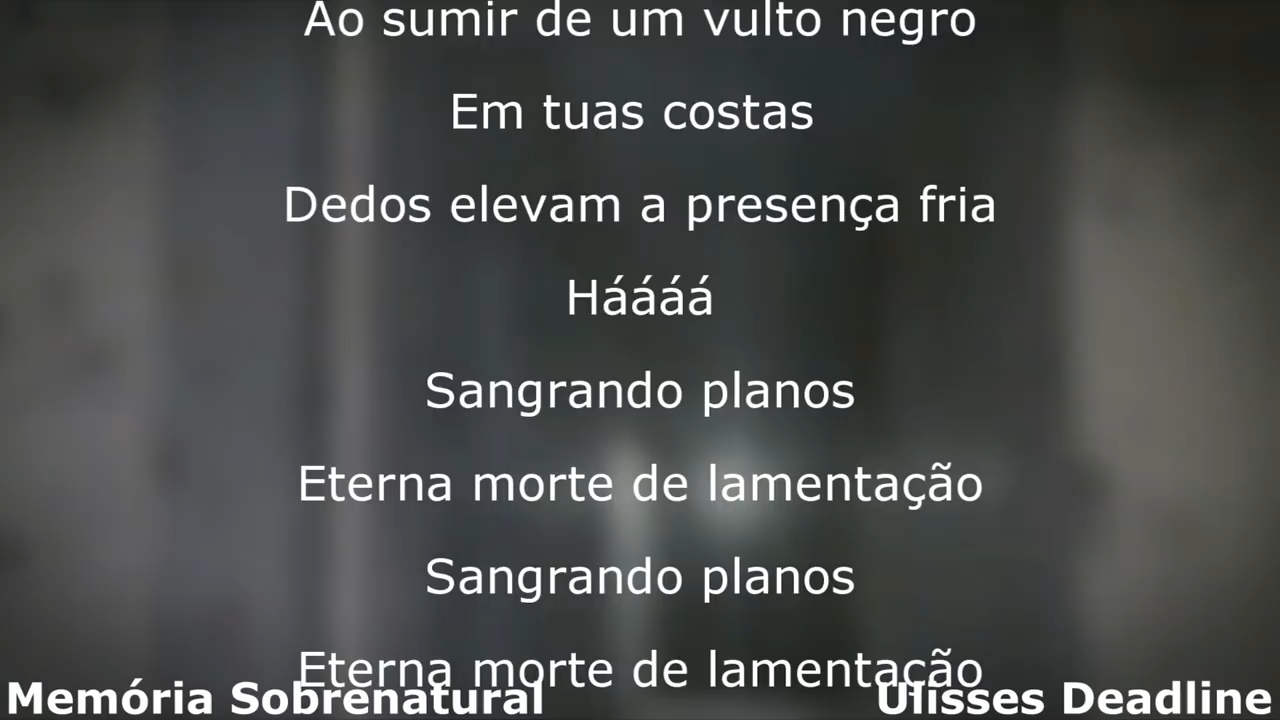 Ao sumir de um vulto negro
Em tuas costas
Dedos elevam a presença fria
Háááá
Sangrando planos
Eterna morte de lamentação
Sangrando planos
Eterna morte de lamentação
Memória Sobrenatural
Ulisses Deadline